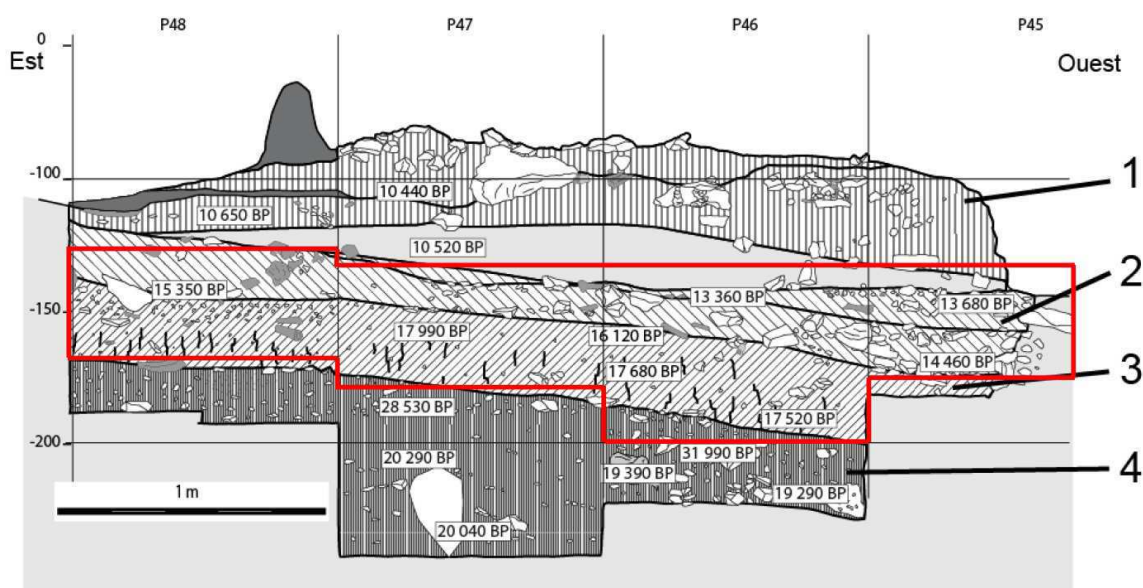 P48 P47 P46 P45
0
Est Ouest
-100
1
10 440 BP
10 650 BP
10 520 BP
2
15 350 BP 13 360 BP 13 680 BP
-150
17 990 BP 16 120 BP
14 460 BP
17 680 BP
3
28 530 BP 17 520 BP
-200
20 290 BP 31 990 BP
19 390 BP
4
1 m
19 290 BP
20 040 BP